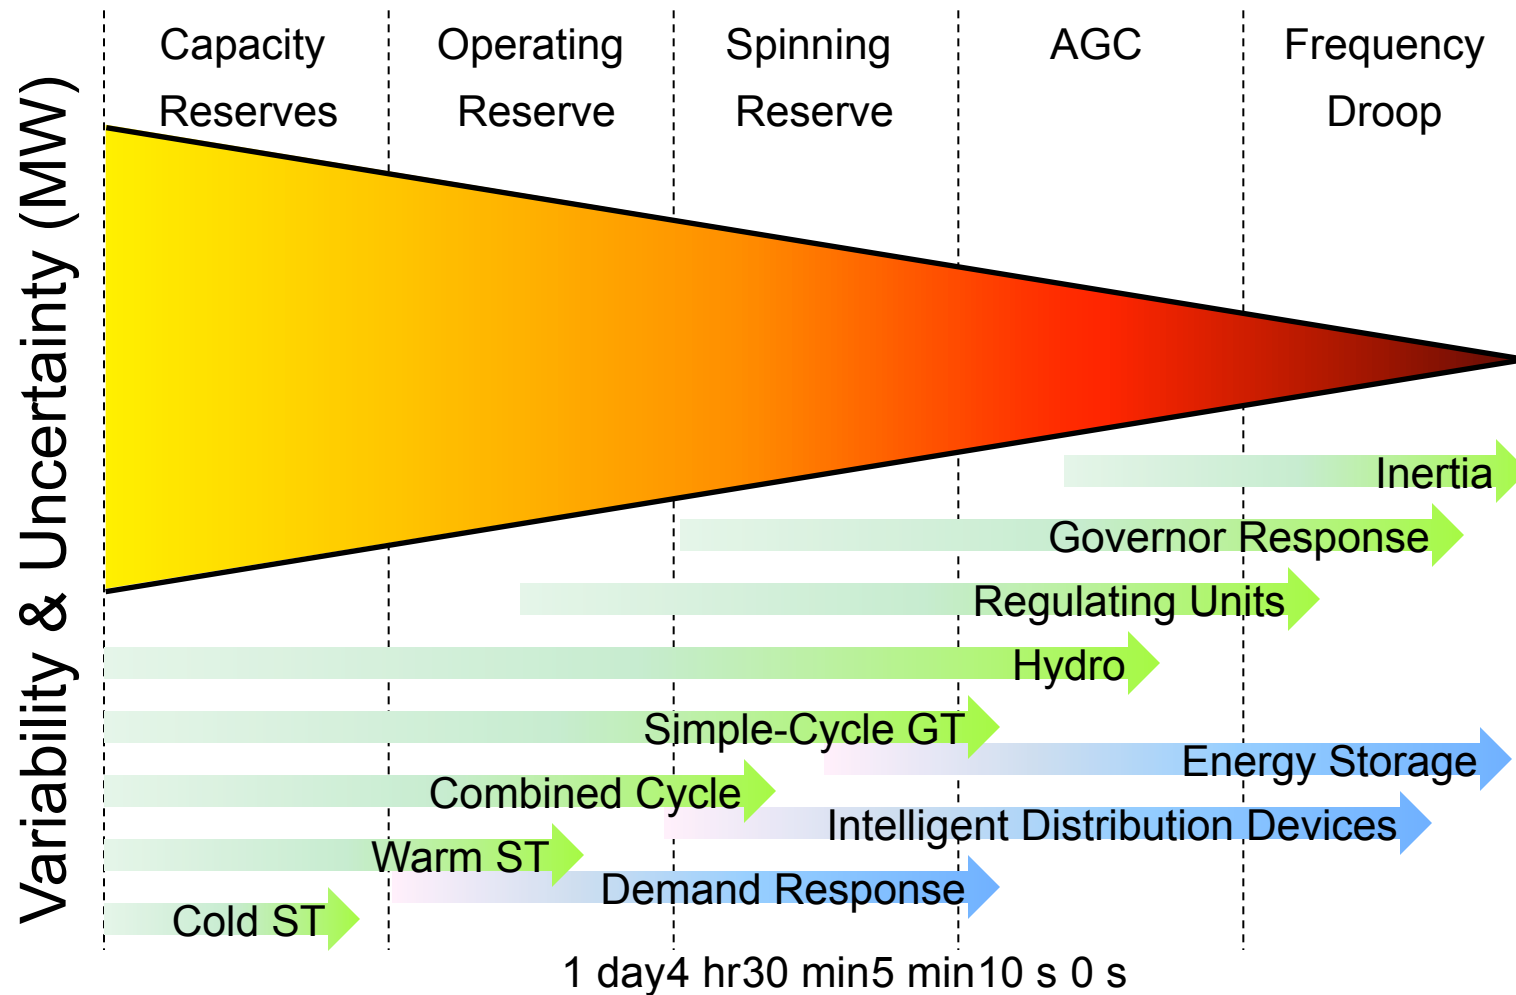 Capacity
Reserves
Operating
Reserve
Spinning
Reserve
AGC
Frequency
Droop
Variability & Uncertainty (MW)
Inertia
Governor Response
Regulating Units
Hydro
Simple-Cycle GT
Energy Storage
Combined Cycle
Intelligent Distribution Devices
Warm ST
Demand Response
Cold ST
1 day4 hr30 min5 min10 s 0 s